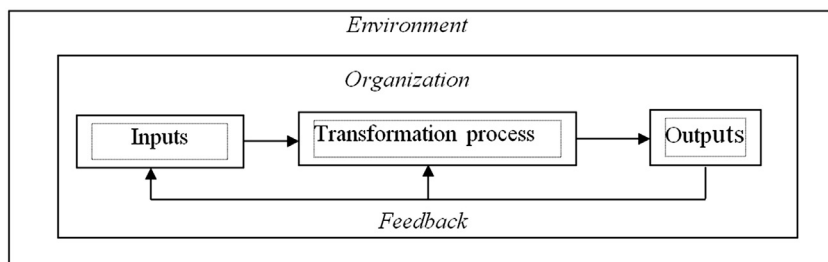 Environment
Organization
Inputs
Transformation process
Outputs
Feedback